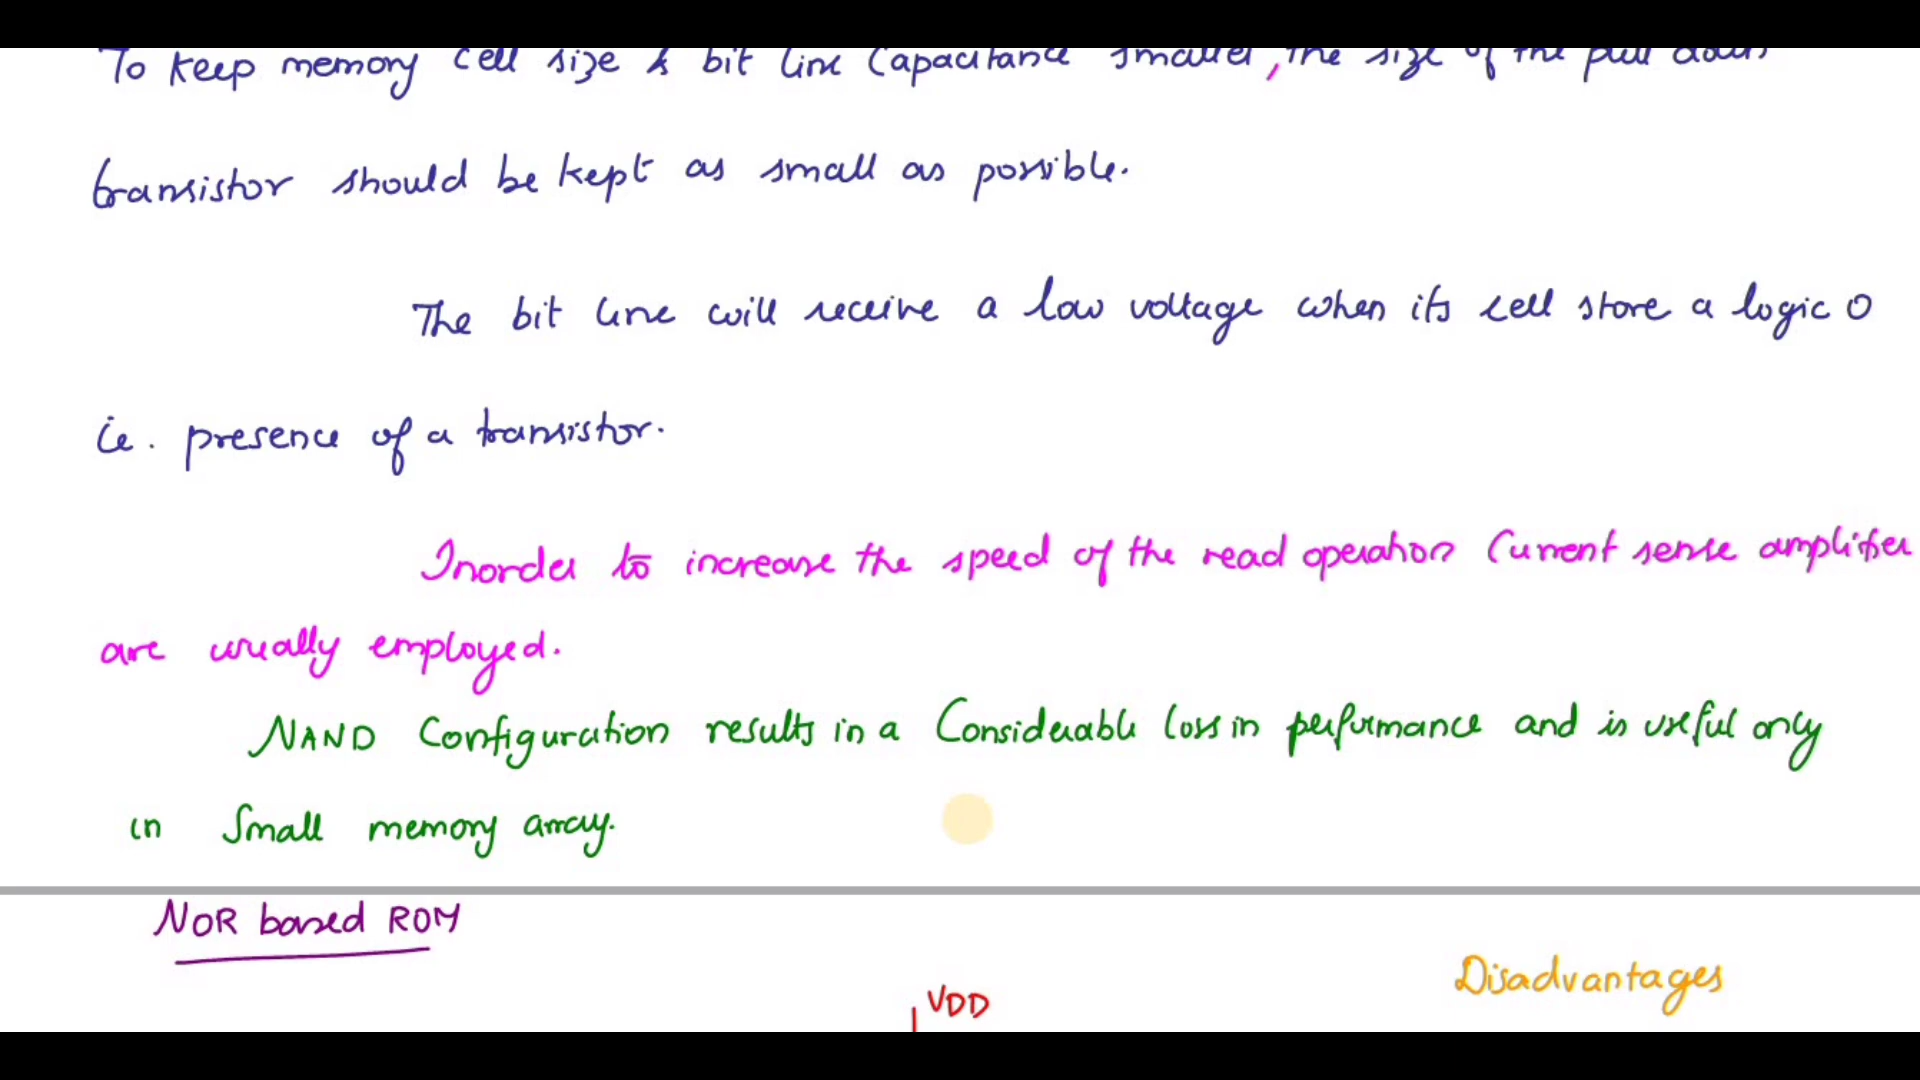 To keep memory cell size & bit line capacitance smaller, the size of the pull down
transistor should be kept as small as possible.
The bit line will receive a low voltage when its cell store a logic 0
ie. presence of a transistor.
Inorder to increase the speed of the read operation Current sense amplifier
are usually employed.
NAND Configuration results in a Considerable loss in performance and is useful only
in Small memory array.
NOR based ROM
Disadvantages
VDD